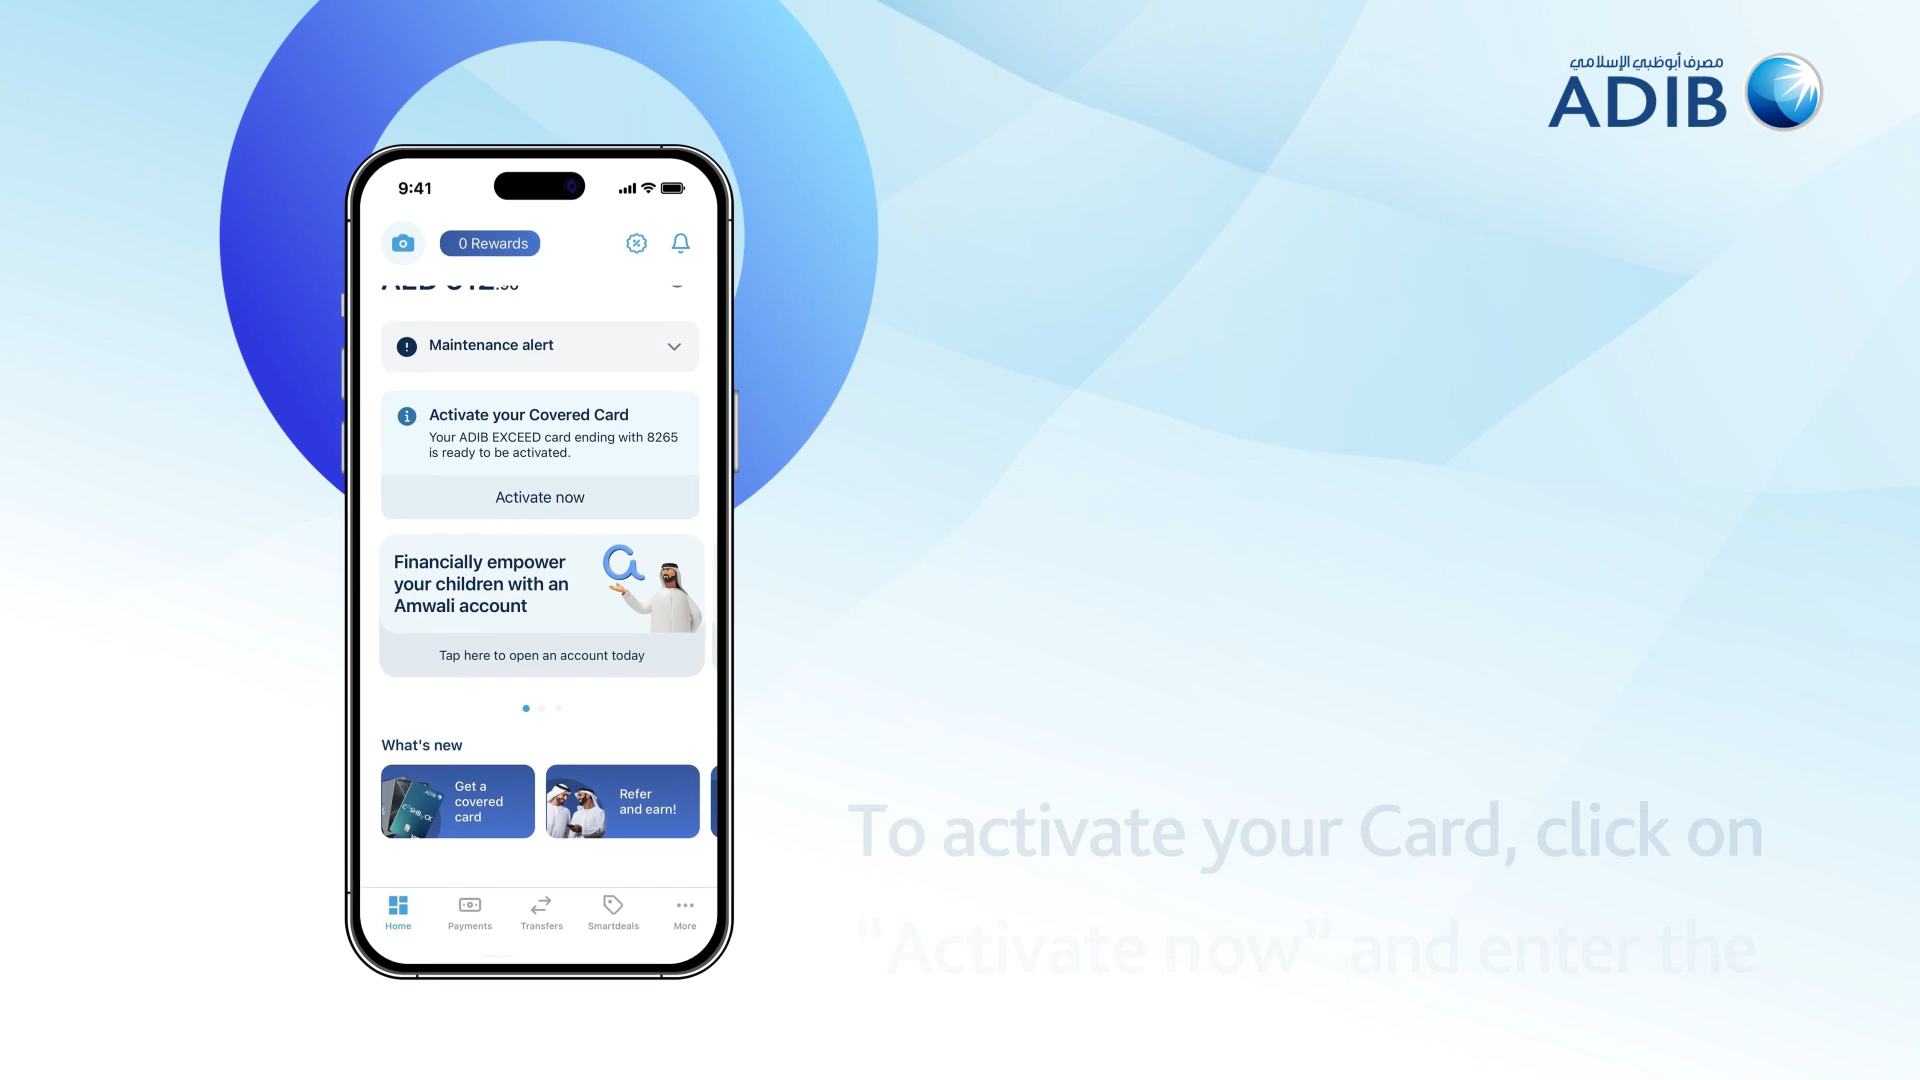 مصرف أبوظبي الإسلامي
ADIB
9:41
0 Rewards
Maintenance alert
Activate your Covered Card
Your ADIB EXCEED card ending with 8265
is ready to be activated.
Activate now
Financially empower
your children with an
Amwali account
Tap here to open an account today
What's new
Get a
covered
card
Refer
and earn!
Home
Payments
Transfers
Smartdeals
More
To activate your Card, click on
"Activate now" and enter the